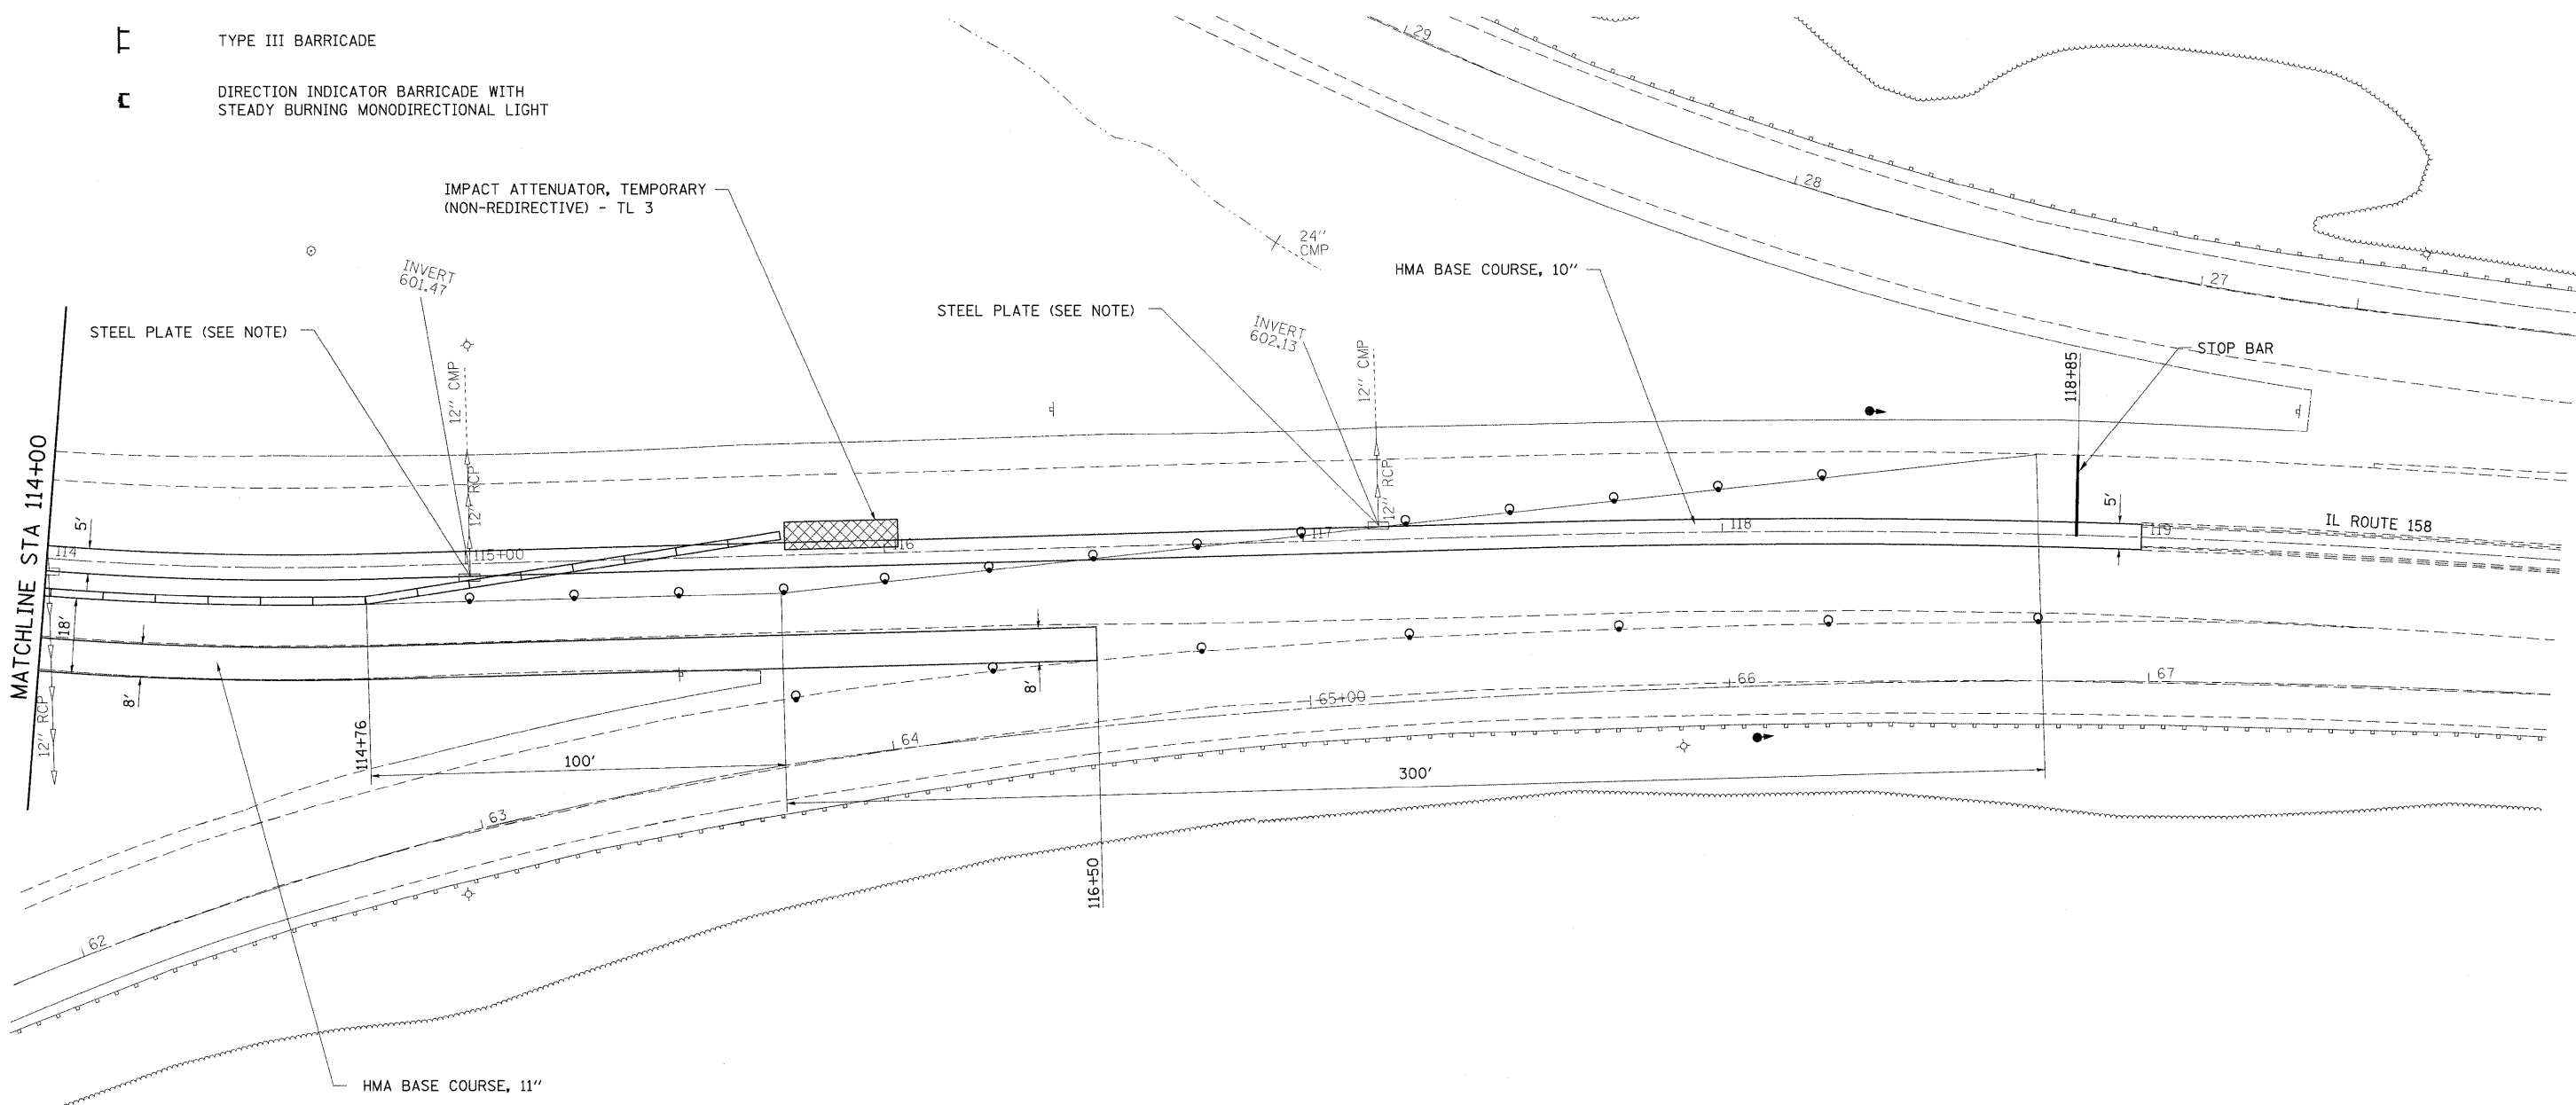 TYPE III BARRICADE
DIRECTION INDICATOR BARRICADE WITH
STEADY BURNING MONODIRECTIONAL LIGHT
IMPACT ATTENUATOR, TEMPORARY
(NON-REDIRECTIVE) - TL 3
29
28
27
24"
CMP
INVERT
601.47
HMA BASE COURSE, 10"
STEEL PLATE (SEE NOTE)
STEEL PLATE (SEE NOTE)
INVERT
602.13
STOP BAR
118+85
12" CMP
12" CMP
12" RCP
12" RCP
MATCHLINE STA 114+00
5'
114
115+00
116
117
118
5'
119
IL ROUTE 158
18'
8'
8'
12" RCP
114+76
100'
300'
116+50
62
63
64
65+00
66
67
HMA BASE COURSE, 11"